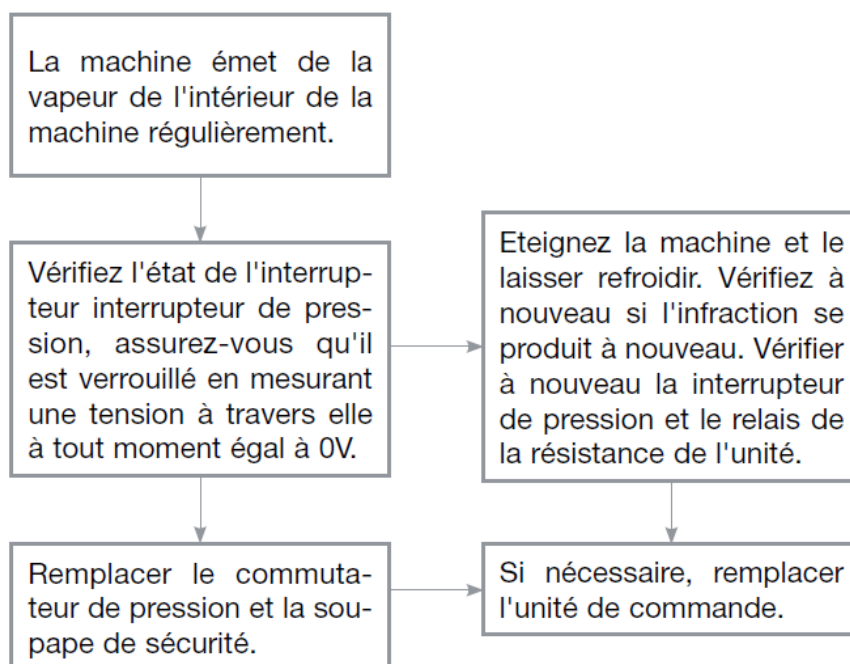 La machine émet de la
vapeur de l'intérieur de la
machine régulièrement.
Vérifiez l'état de l'interrup-
teur interrupteur de pres-
sion, assurez-vous qu'il
est verrouillé en mesurant
une tension à travers elle
à tout moment égal à 0V.
Eteignez la machine et le
laisser refroidir. Vérifiez à
nouveau si l'infraction se
produit à nouveau. Vérifier
à nouveau la interrupteur
de pression et le relais de
la résistance de l'unité.
Remplacer le commuta-
teur de pression et la sou-
pape de sécurité.
Si nécessaire, remplacer
l'unité de commande.